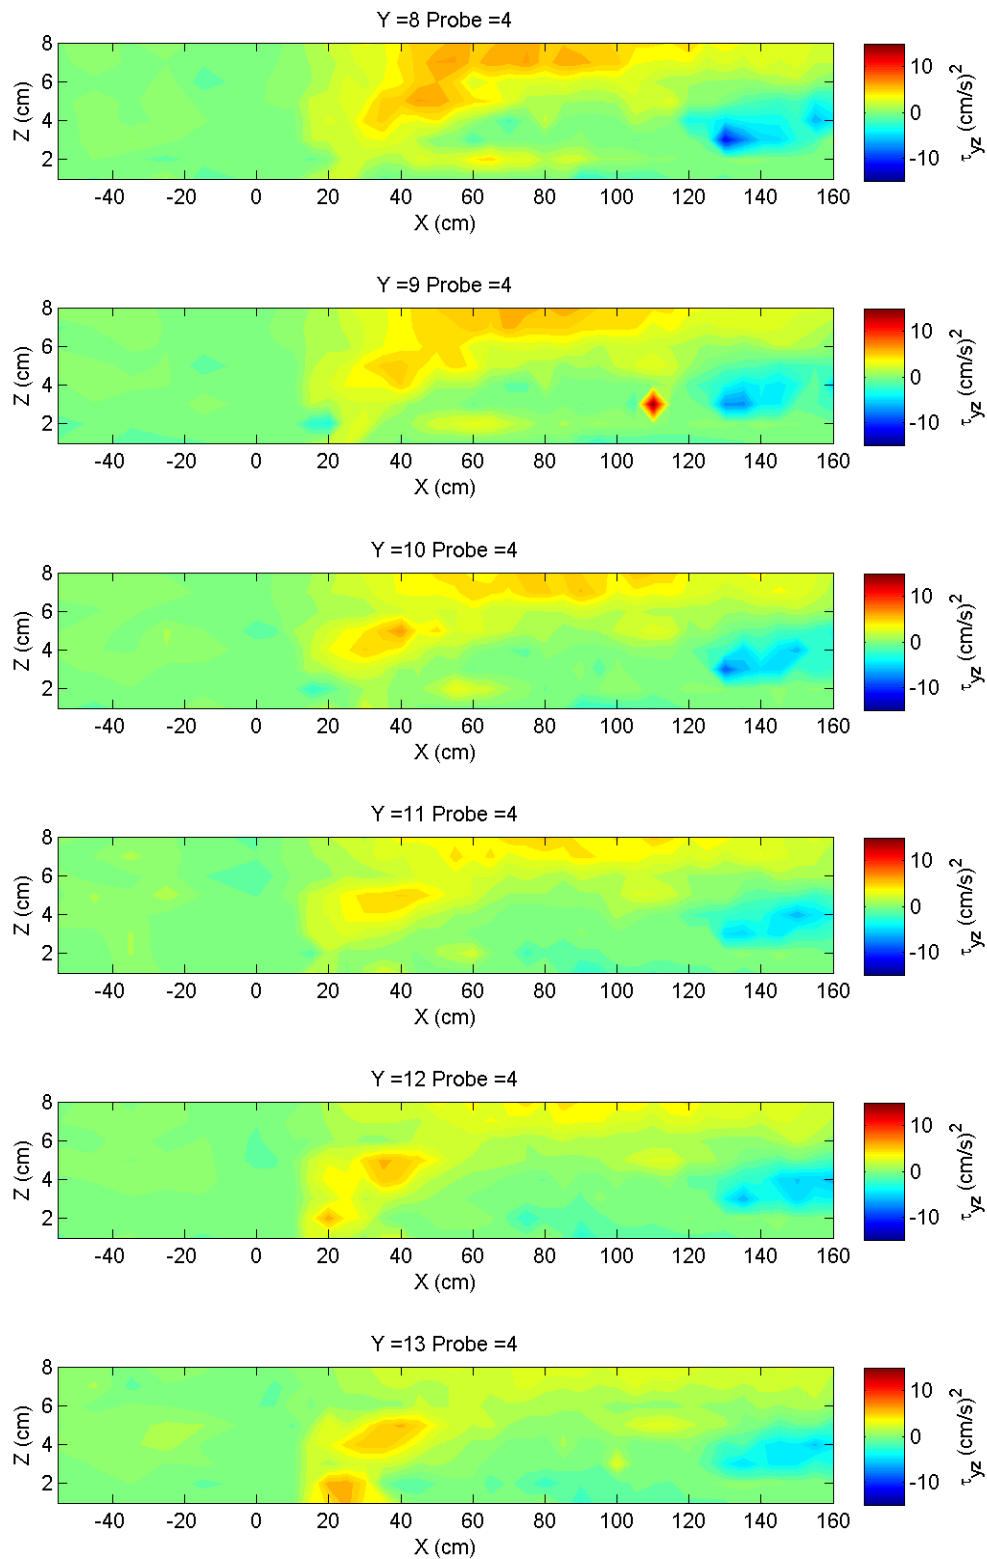 Y =8 Probe =4
8
6
4
2
Z (cm)
-40 -20 0 20 40 60 80 100 120 140 160
X (cm)
10
0
-10
τyz (cm/s)2
Y =9 Probe =4
8
6
4
2
Z (cm)
-40 -20 0 20 40 60 80 100 120 140 160
X (cm)
10
0
-10
τyz (cm/s)2
Y =10 Probe =4
8
6
4
2
Z (cm)
-40 -20 0 20 40 60 80 100 120 140 160
X (cm)
10
0
-10
τyz (cm/s)2
Y =11 Probe =4
8
6
4
2
Z (cm)
-40 -20 0 20 40 60 80 100 120 140 160
X (cm)
10
0
-10
τyz (cm/s)2
Y =12 Probe =4
8
6
4
2
Z (cm)
-40 -20 0 20 40 60 80 100 120 140 160
X (cm)
10
0
-10
τyz (cm/s)2
Y =13 Probe =4
8
6
4
2
Z (cm)
-40 -20 0 20 40 60 80 100 120 140 160
X (cm)
10
0
-10
τyz (cm/s)2